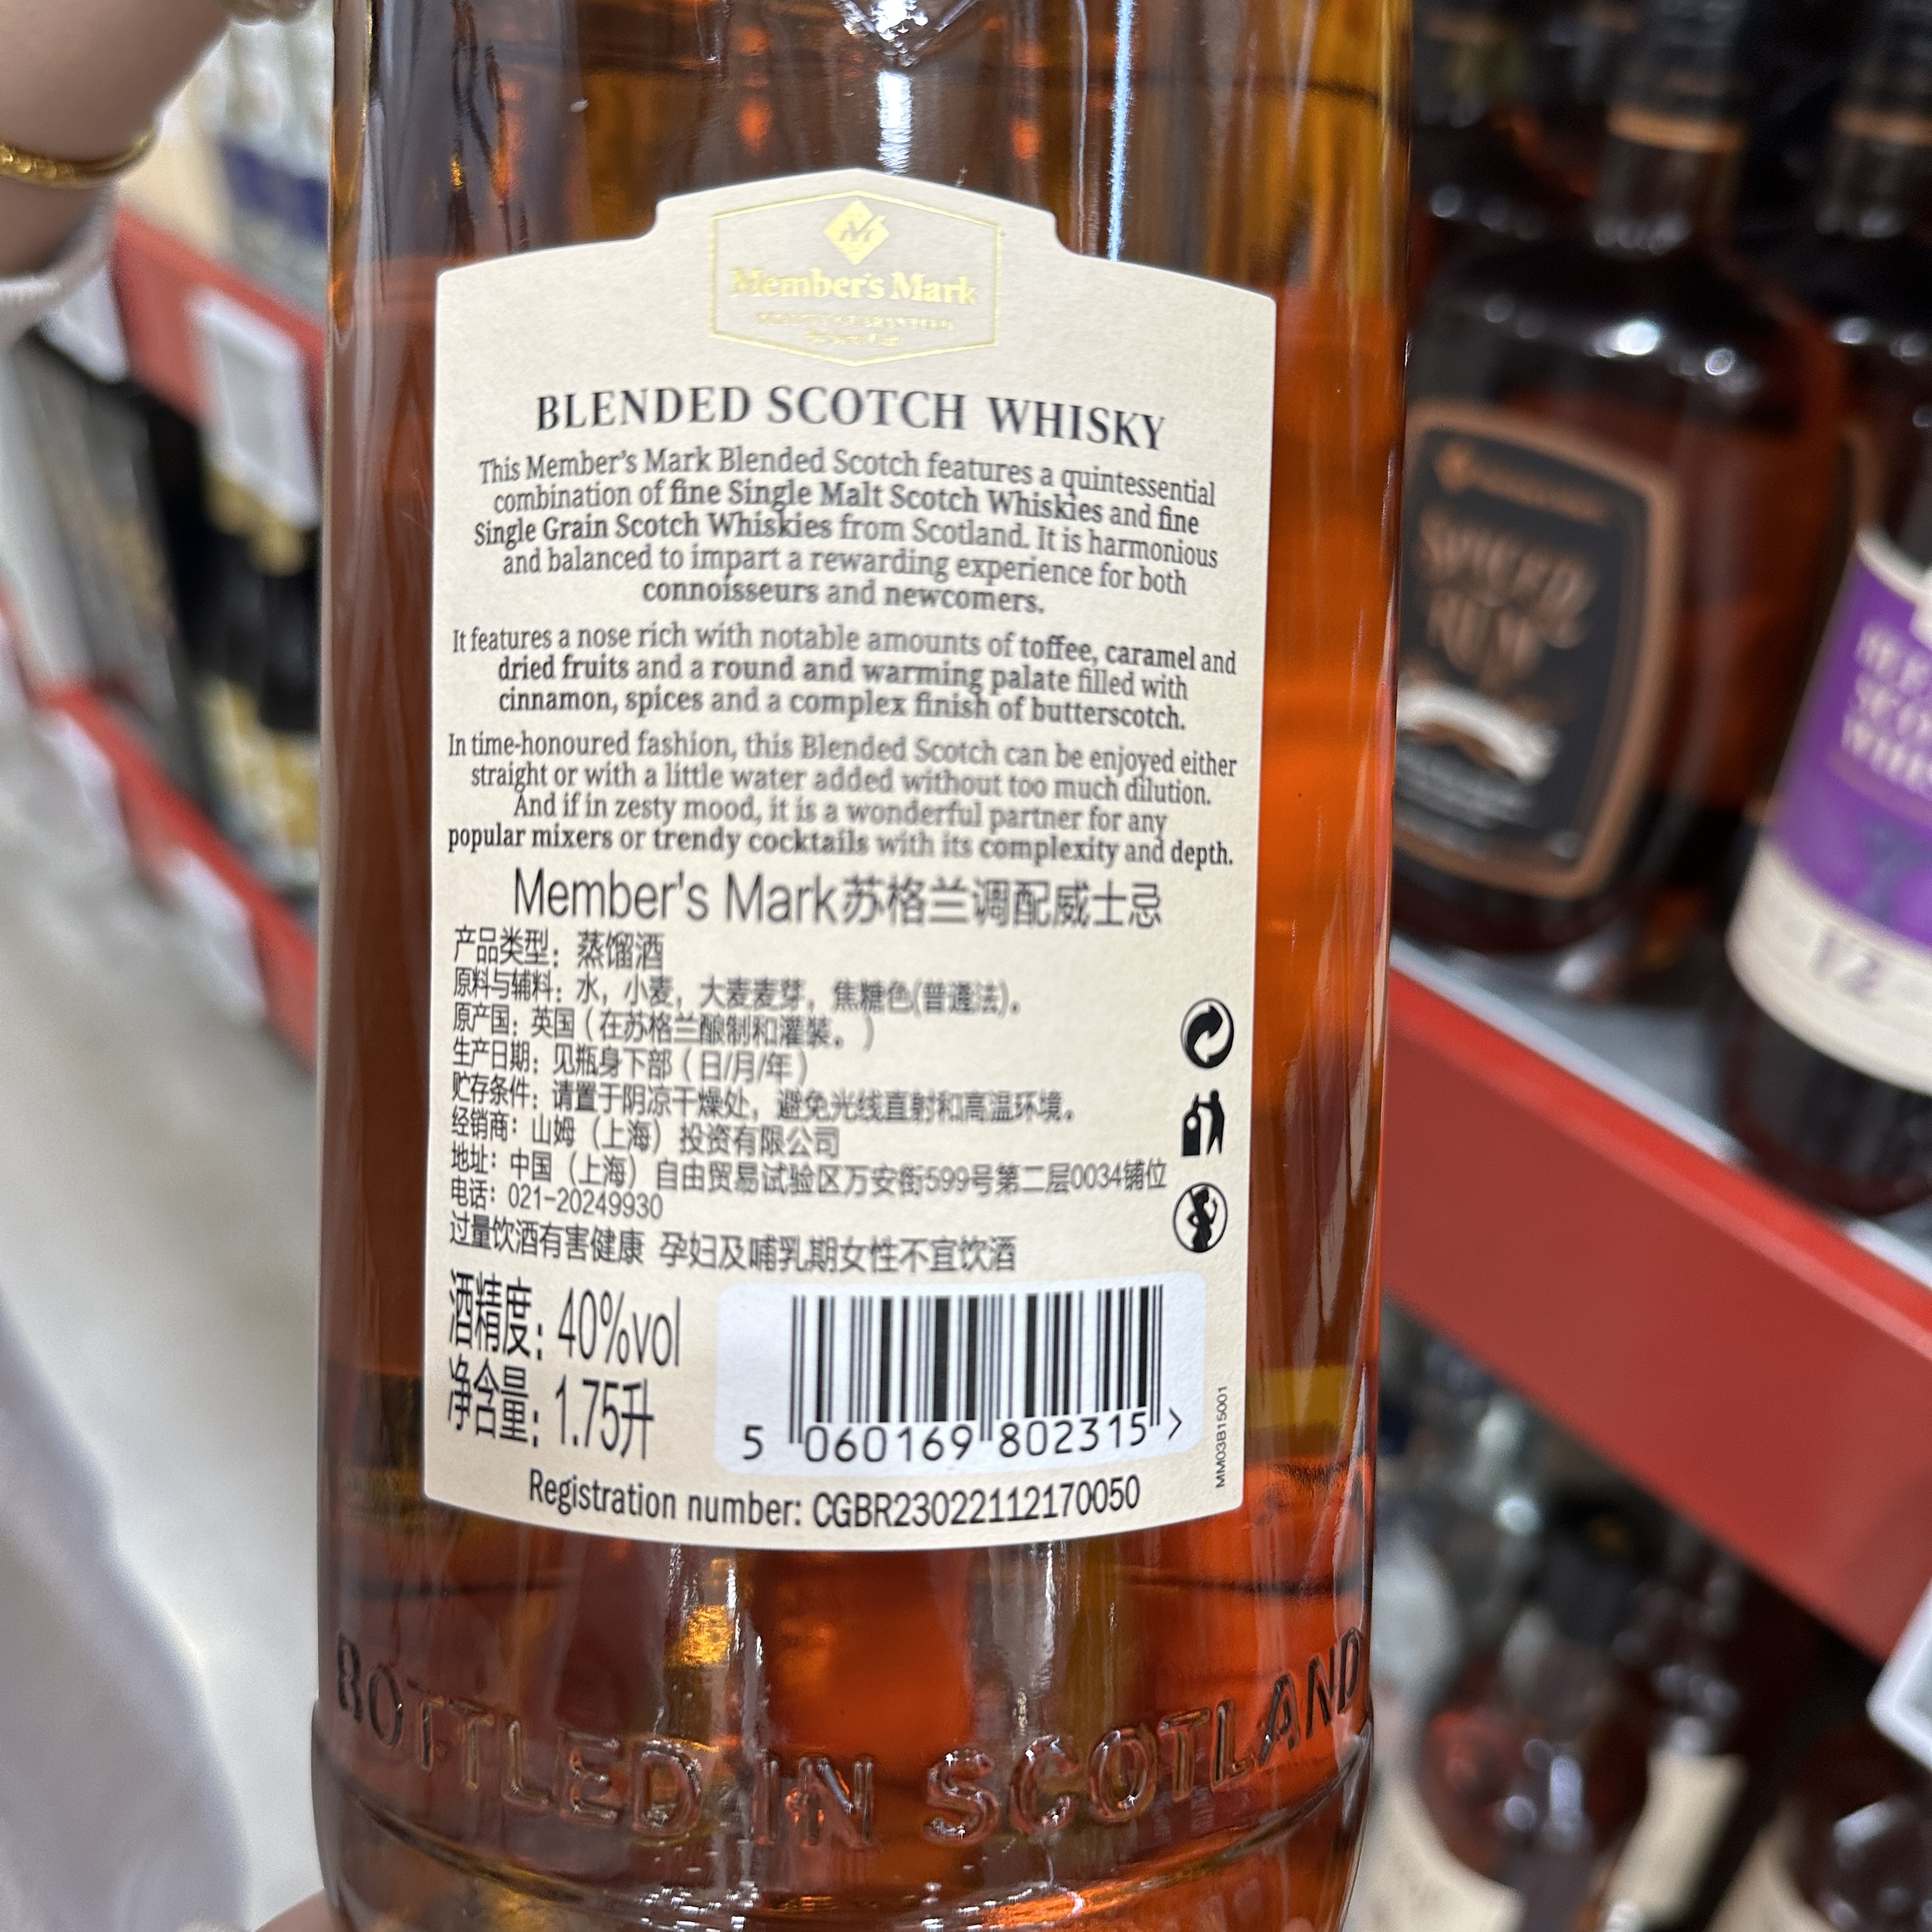 Member's Mark
BLENDED SCOTCH WHISKY
This Member's Mark Blended Scotch features a quintessential
combination of fine Single Malt Scotch Whiskies and fine
Single Grain Scotch Whiskies from Scotland. It is harmonious
and balanced to impart a rewarding experience for both
connoisseurs and newcomers.
It features a nose rich with notable amounts of toffee, caramel and
dried fruits and a round and warming palate filled with
cinnamon, spices and a complex finish of butterscotch.
In time-honoured fashion, this Blended Scotch can be enjoyed either
straight or with a little water added without too much dilution.
And if in zesty mood, it is a wonderful partner for any
popular mixers or trendy cocktails with its complexity and depth.
Member's Mark苏格兰调配威士忌
产品类型：蒸馏酒
原料与辅料：水，小麦，大麦麦芽，焦糖色(普通法)。
原产国：英国（在苏格兰酿制和灌装。）
生产日期：见瓶身下部（日/月/年）
贮存条件：请置于阴凉干燥处，避免光线直射和高温环境。
经销商：山姆（上海）投资有限公司
地址：中国（上海）自由贸易试验区万安街599号第二层0034铺位
电话：021-20249930
过量饮酒有害健康 孕妇及哺乳期女性不宜饮酒
酒精度：40%vol
净含量：1.75升
5 060169 802315 >
MM03B15001
Registration number: CGBR23022112170050
BOTTLED IN SCOTLAND
SPICED
RUM
12